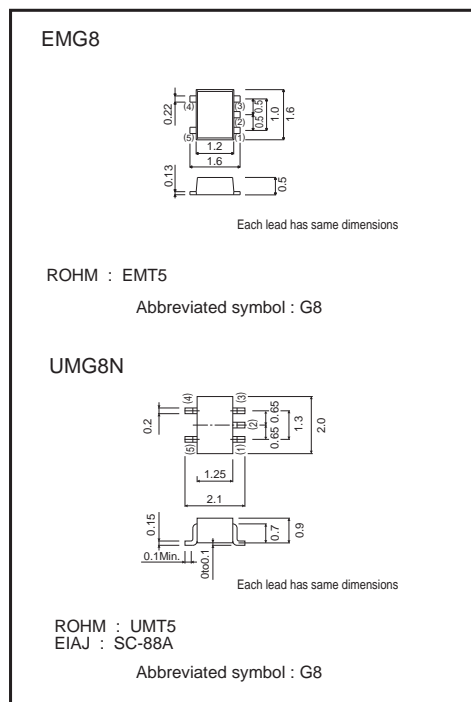 EMG8
0.22
(4)
(3)
(2)
(5)
(1)
0.5 0.5
1.0
1.6
1.2
1.6
0.13
0.5
Each lead has same dimensions
ROHM : EMT5
Abbreviated symbol : G8
UMG8N
0.2
(4)
(3)
(2)
(5)
(1)
0.65 0.65
1.3
2.0
1.25
2.1
0.15
0.1Min.
0to0.1
0.7
0.9
Each lead has same dimensions
ROHM : UMT5
EIAJ : SC-88A
Abbreviated symbol : G8